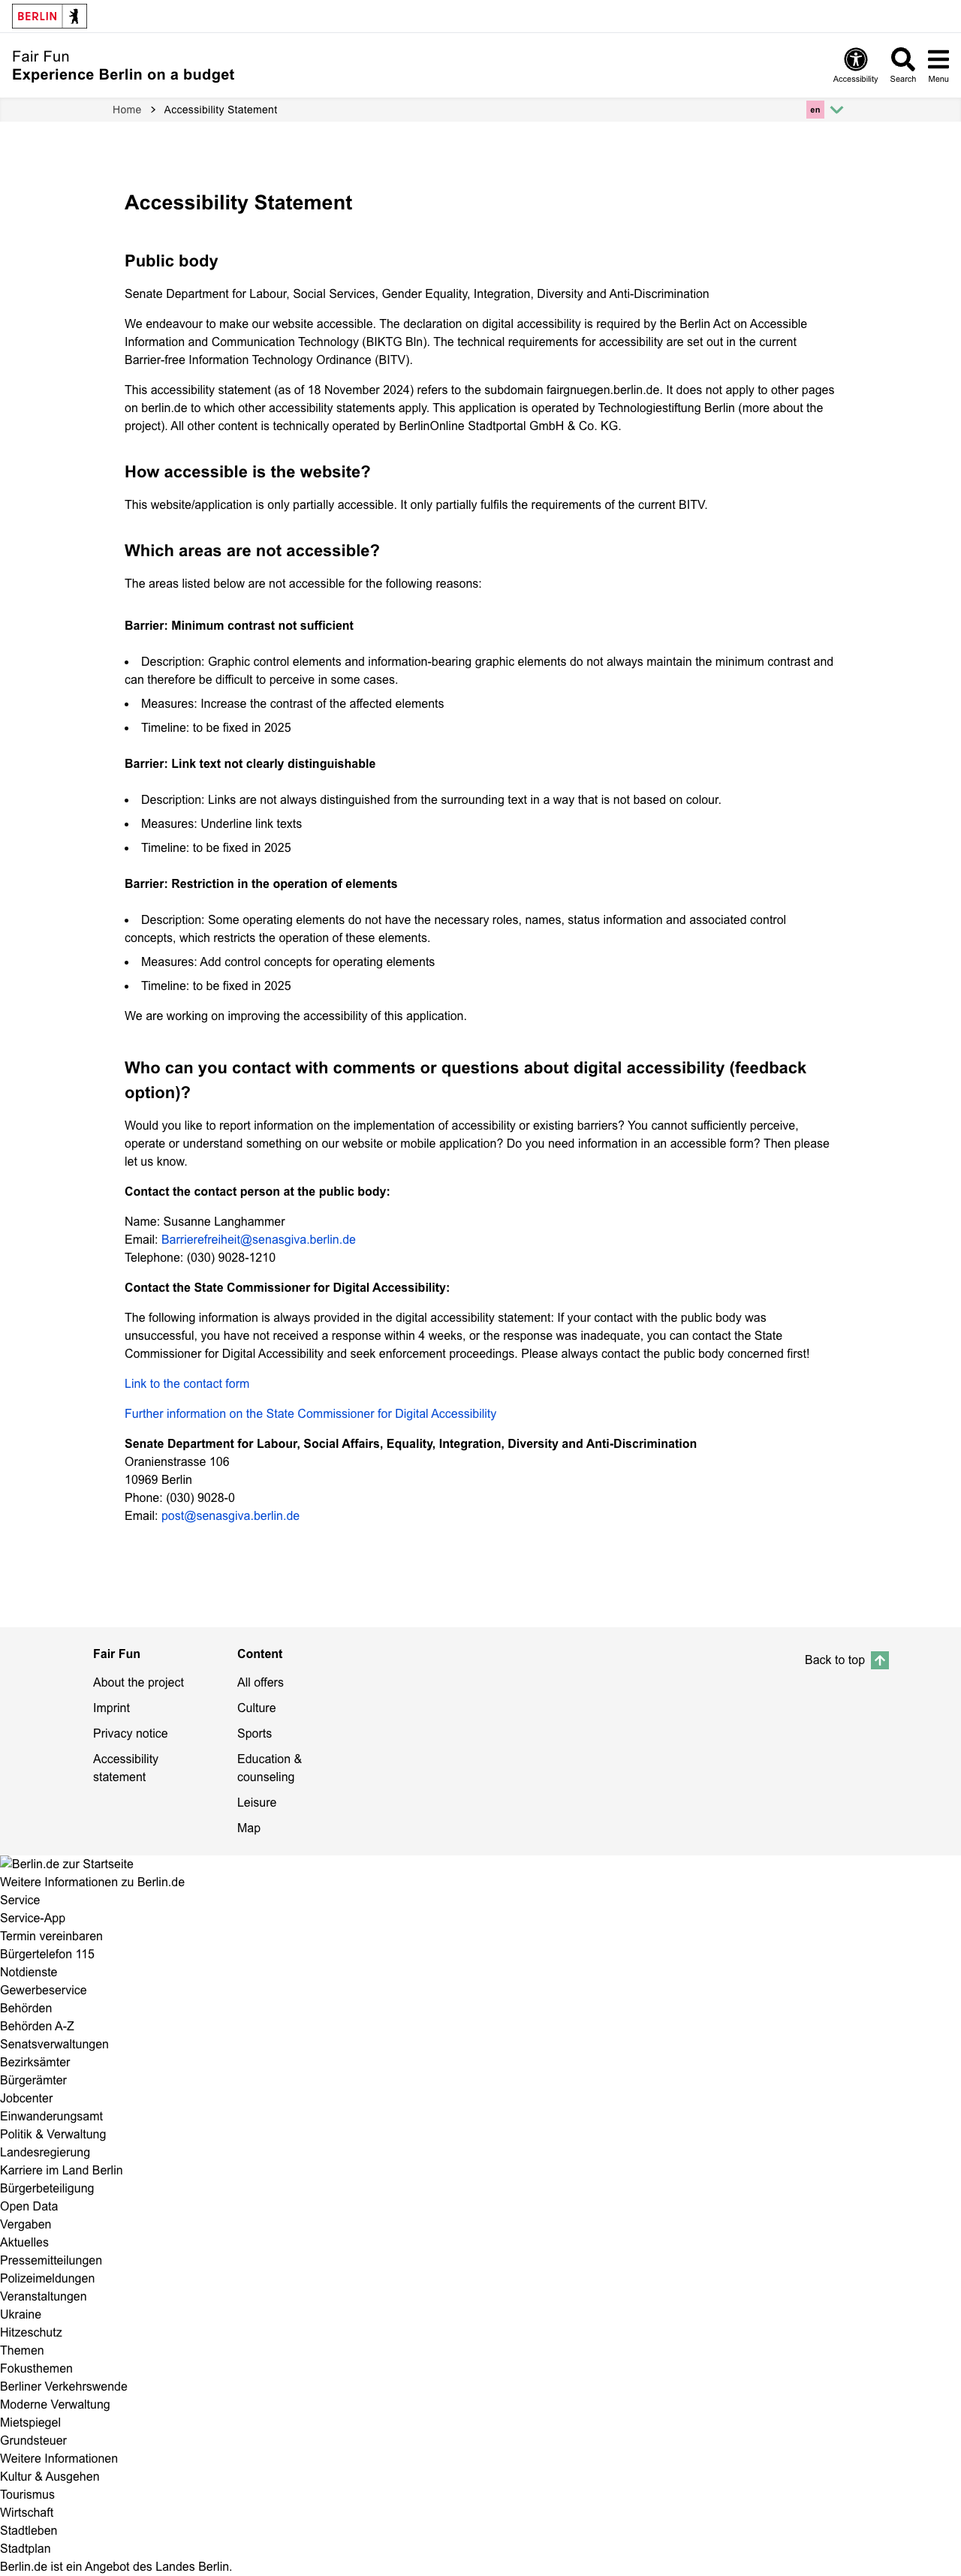 BERLIN
Fair Fun
Experience Berlin on a budget
Accessibility
Search
Menu
Home
Accessibility Statement
en
Accessibility Statement
Public body
Senate Department for Labour, Social Services, Gender Equality, Integration, Diversity and Anti-Discrimination
We endeavour to make our website accessible. The declaration on digital accessibility is required by the Berlin Act on Accessible
Information and Communication Technology (BIKTG Bln). The technical requirements for accessibility are set out in the current
Barrier-free Information Technology Ordinance (BITV).
This accessibility statement (as of 18 November 2024) refers to the subdomain fairgnuegen.berlin.de. It does not apply to other pages
on berlin.de to which other accessibility statements apply. This application is operated by Technologiestiftung Berlin (more about the
project). All other content is technically operated by BerlinOnline Stadtportal GmbH & Co. KG.
How accessible is the website?
This website/application is only partially accessible. It only partially fulfils the requirements of the current BITV.
Which areas are not accessible?
The areas listed below are not accessible for the following reasons:
Barrier: Minimum contrast not sufficient
• Description: Graphic control elements and information-bearing graphic elements do not always maintain the minimum contrast and
can therefore be difficult to perceive in some cases.
• Measures: Increase the contrast of the affected elements
• Timeline: to be fixed in 2025
Barrier: Link text not clearly distinguishable
• Description: Links are not always distinguished from the surrounding text in a way that is not based on colour.
• Measures: Underline link texts
• Timeline: to be fixed in 2025
Barrier: Restriction in the operation of elements
• Description: Some operating elements do not have the necessary roles, names, status information and associated control
concepts, which restricts the operation of these elements.
• Measures: Add control concepts for operating elements
• Timeline: to be fixed in 2025
We are working on improving the accessibility of this application.
Who can you contact with comments or questions about digital accessibility (feedback
option)?
Would you like to report information on the implementation of accessibility or existing barriers? You cannot sufficiently perceive,
operate or understand something on our website or mobile application? Do you need information in an accessible form? Then please
let us know.
Contact the contact person at the public body:
Name: Susanne Langhammer
Email: Barrierefreiheit@senasgiva.berlin.de
Telephone: (030) 9028-1210
Contact the State Commissioner for Digital Accessibility:
The following information is always provided in the digital accessibility statement: If your contact with the public body was
unsuccessful, you have not received a response within 4 weeks, or the response was inadequate, you can contact the State
Commissioner for Digital Accessibility and seek enforcement proceedings. Please always contact the public body concerned first!
Link to the contact form
Further information on the State Commissioner for Digital Accessibility
Senate Department for Labour, Social Affairs, Equality, Integration, Diversity and Anti-Discrimination
Oranienstrasse 106
10969 Berlin
Phone: (030) 9028-0
Email: post@senasgiva.berlin.de
Fair Fun
About the project
Imprint
Privacy notice
Accessibility
statement
Content
All offers
Culture
Sports
Education &
counseling
Leisure
Map
Back to top
Berlin.de zur Startseite
Weitere Informationen zu Berlin.de
Service
Service-App
Termin vereinbaren
Bürgertelefon 115
Notdienste
Gewerbeservice
Behörden
Behörden A-Z
Senatsverwaltungen
Bezirksämter
Bürgerämter
Jobcenter
Einwanderungsamt
Politik & Verwaltung
Landesregierung
Karriere im Land Berlin
Bürgerbeteiligung
Open Data
Vergaben
Aktuelles
Pressemitteilungen
Polizeimeldungen
Veranstaltungen
Ukraine
Hitzeschutz
Themen
Fokusthemen
Berliner Verkehrswende
Moderne Verwaltung
Mietspiegel
Grundsteuer
Weitere Informationen
Kultur & Ausgehen
Tourismus
Wirtschaft
Stadtleben
Stadtplan
Berlin.de ist ein Angebot des Landes Berlin.